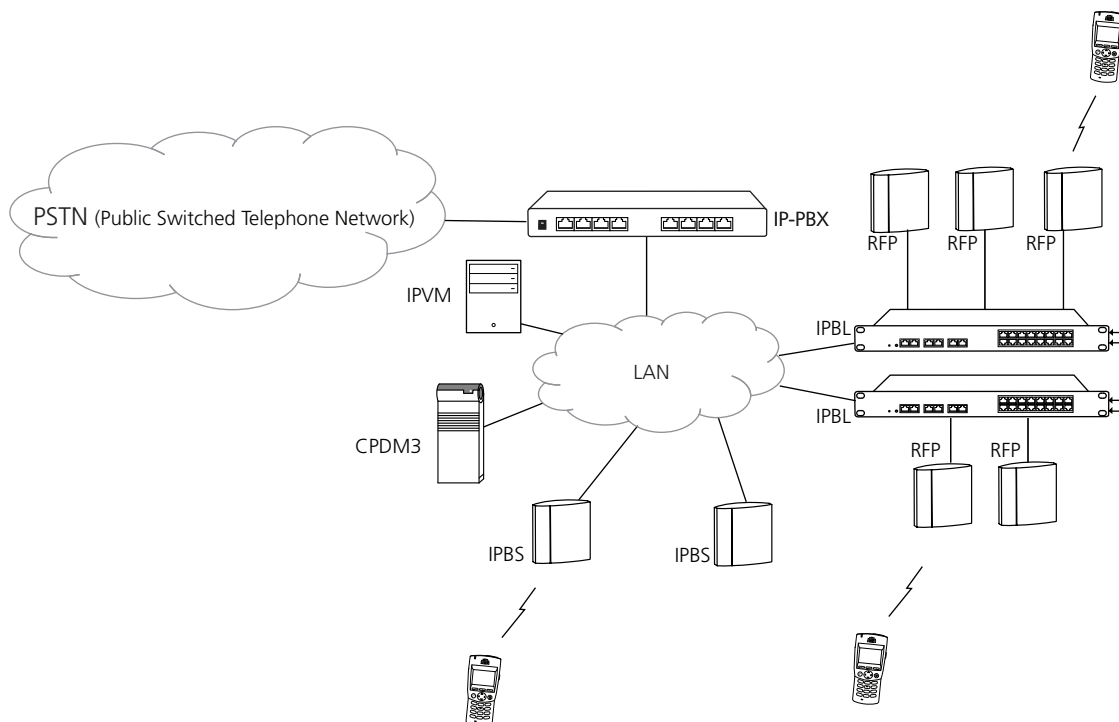 PSTN (Public Switched Telephone Network)
IP-PBX
RFP
RFP
RFP
IPVM
IPBL
LAN
IPBL
CPDM3
RFP
RFP
IPBS
IPBS